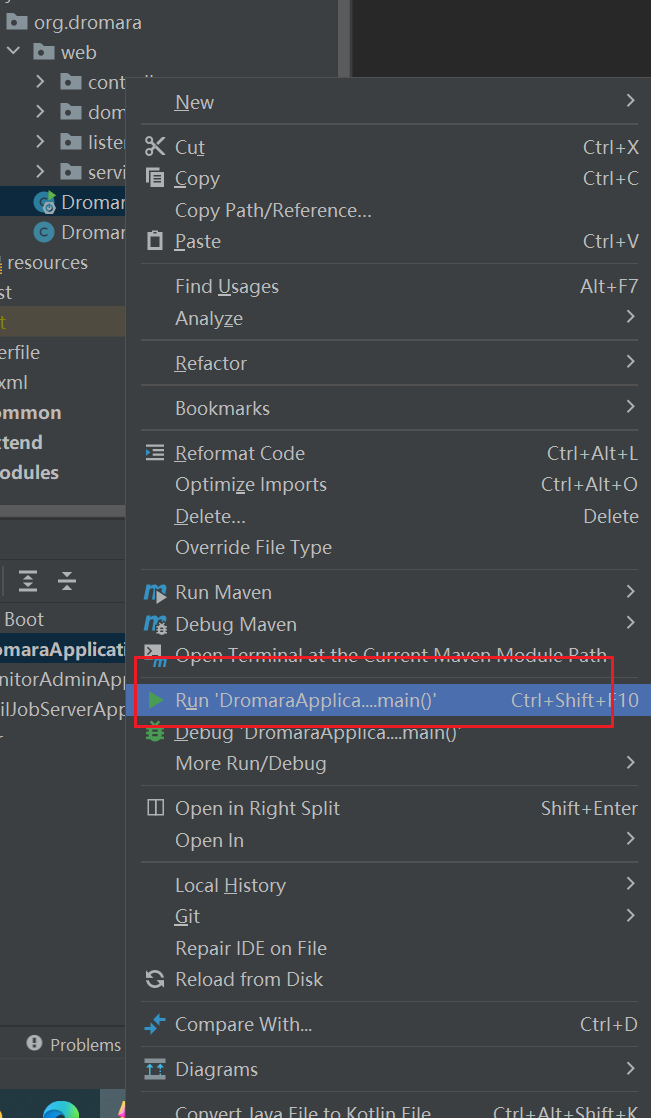 org.dromara
web
New
Cut Ctrl+X
Copy Ctrl+C
Copy Path/Reference...
Paste Ctrl+V
Find Usages Alt+F7
Analyze
Refactor
Bookmarks
Reformat Code Ctrl+Alt+L
Optimize Imports Ctrl+Alt+O
Delete... Delete
Override File Type
Run Maven
Debug Maven
Open Terminal at the Current Maven Module Path
Run 'DromaraApplica....main()' Ctrl+Shift+F10
Debug 'DromaraApplica....main()'
More Run/Debug
Open in Right Split Shift+Enter
Open In
Local History
Git
Repair IDE on File
Reload from Disk
Compare With... Ctrl+D
Diagrams
Convert Java File to Kotlin File Ctrl+Alt+Shift+K
cont
dom
liste
servi
Dromar
Dromar
resources
st
t
erfile
xml
ommon
xtend
odules
Boot
omaraApplicati
nitorAdminApp
ilJobServerApp
r
Problems